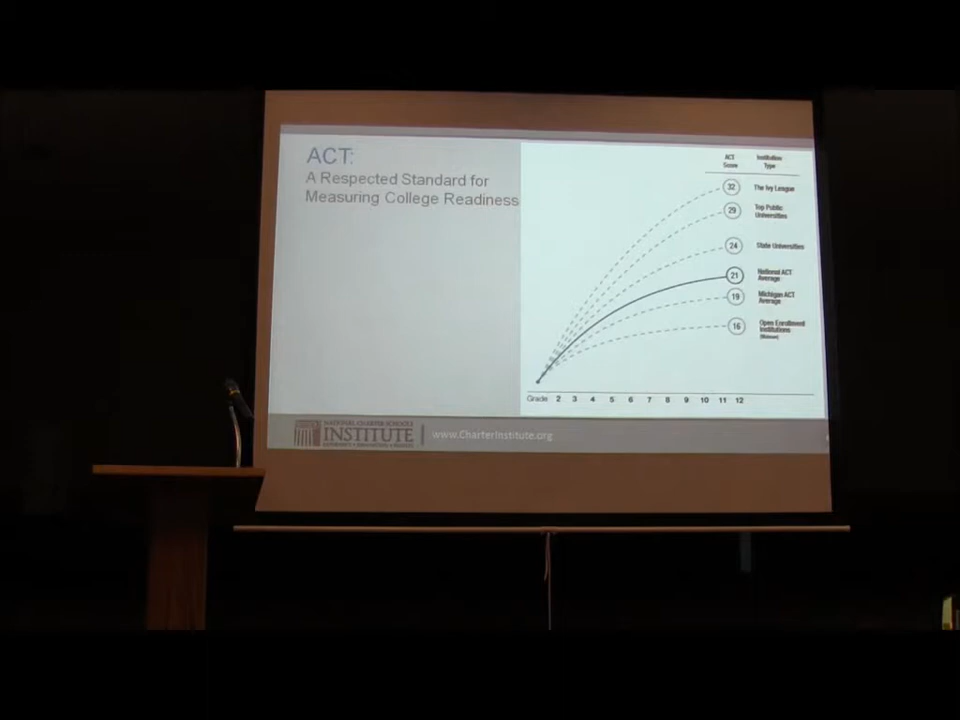 ACT:
A Respected Standard for
Measuring College Readiness
ACT
Score
Institution
Type
32
The Ivy League
29
Top Public
Universities
24
State Universities
21
National ACT
Average
19
Michigan ACT
Average
16
Open Enrollment
Institutions
Grade 2 3 4 5 6 7 8 9 10 11 12
NATIONAL CHARTER SCHOOLS
INSTITUTE
www.CharterInstitute.org